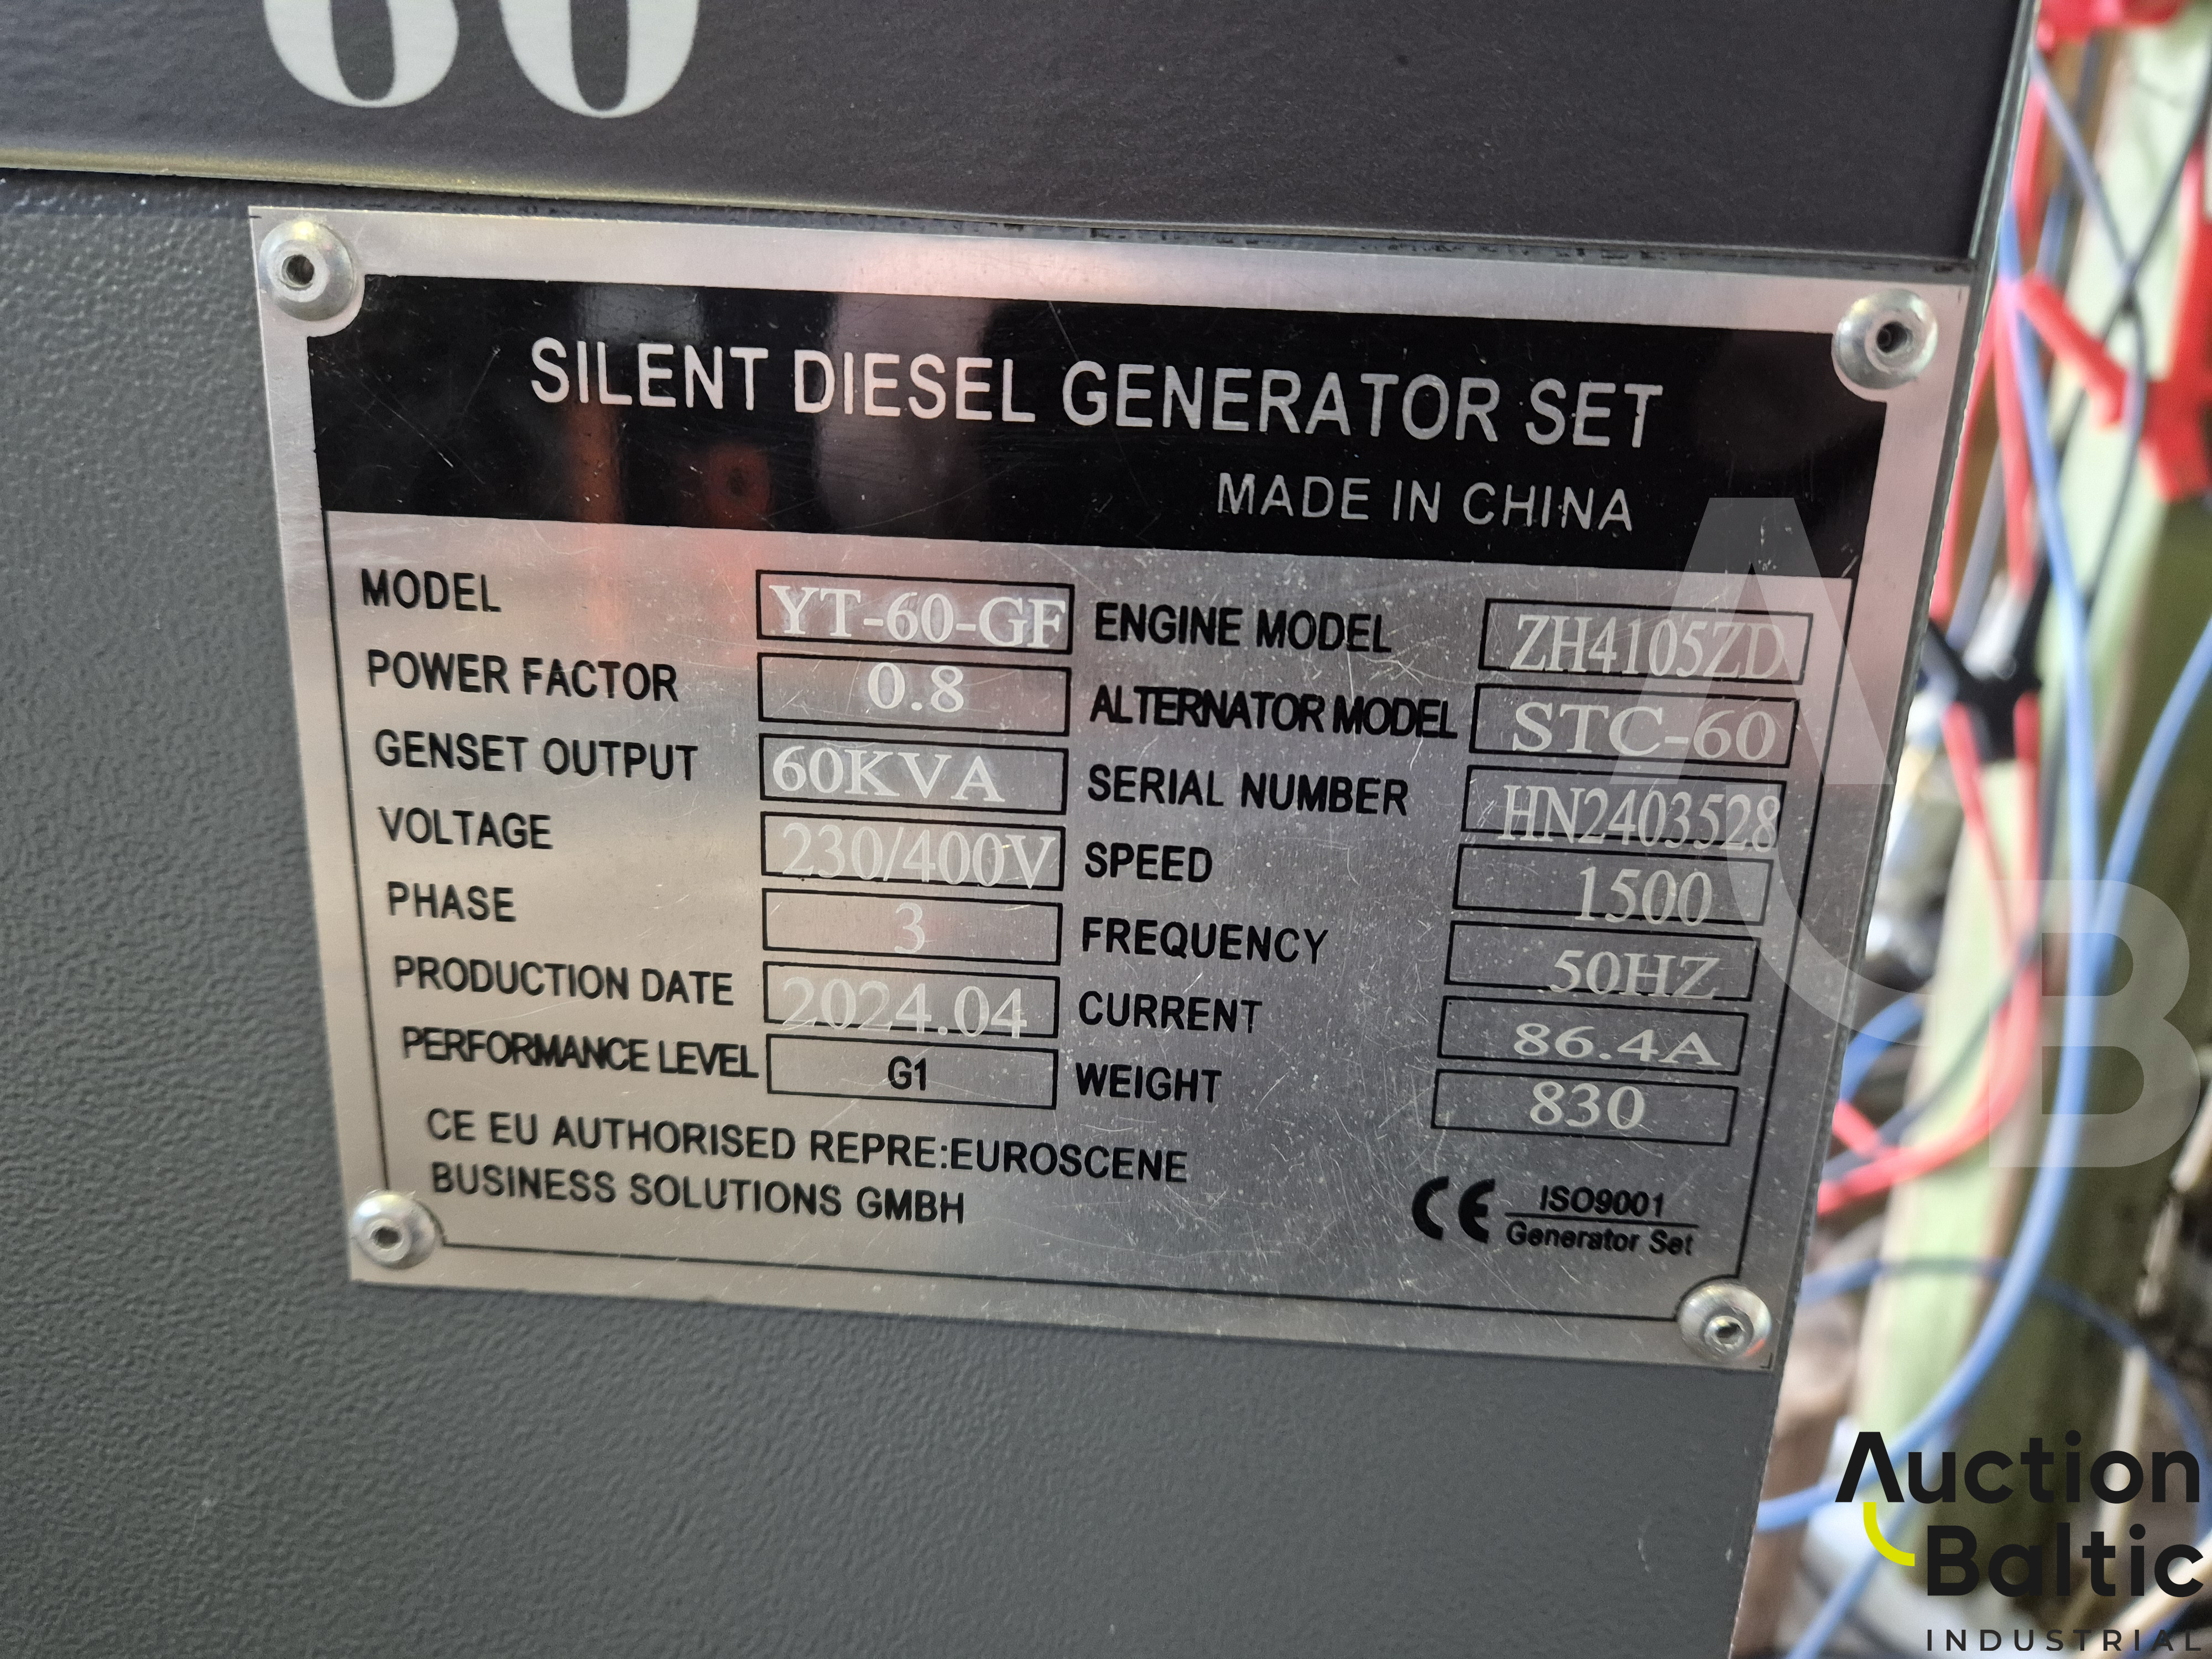 60
SILENT DIESEL GENERATOR SET
MADE IN CHINA
MODEL YT-60-GF ENGINE MODEL ZH4105ZD
POWER FACTOR 0.8 ALTERNATOR MODEL STC-60
GENSET OUTPUT 60KVA SERIAL NUMBER HN2403528
VOLTAGE 230/400V SPEED 1500
PHASE 3 FREQUENCY 50HZ
PRODUCTION DATE 2024.04 CURRENT 86.4A
PERFORMANCE LEVEL G1 WEIGHT 830
CE EU AUTHORISED REPRE:EUROSCENE
BUSINESS SOLUTIONS GMBH
CE ISO9001
Generator Set
AB
Auction
Baltic
INDUSTRIAL